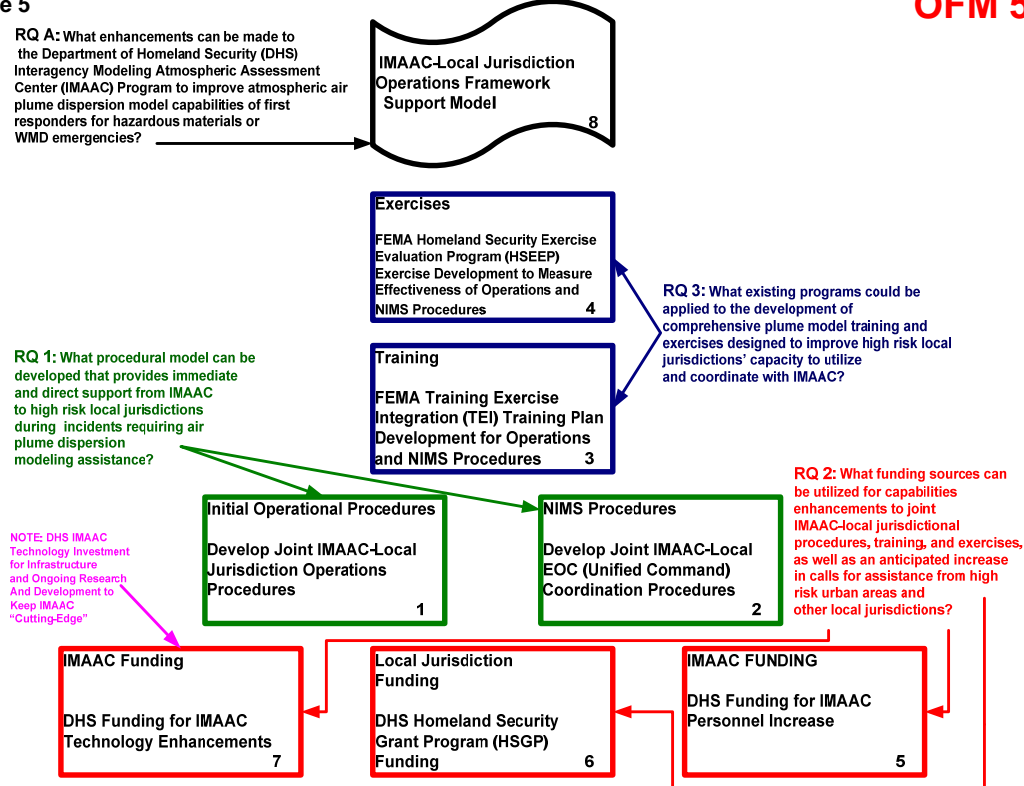 e 5
OFM 5
RQ A: What enhancements can be made to
the Department of Homeland Security (DHS)
Interagency Modeling Atmospheric Assessment
Center (IMAAC) Program to improve atmospheric air
plume dispersion model capabilities of first
responders for hazardous materials or
WMD emergencies?
IMAAC-Local Jurisdiction
Operations Framework
Support Model
8
Exercises
FEMA Homeland Security Exercise
Evaluation Program (HSEEP)
Exercise Development to Measure
Effectiveness of Operations and
NIMS Procedures 4
RQ 3: What existing programs could be
applied to the development of
comprehensive plume model training and
exercises designed to improve high risk local
jurisdictions' capacity to utilize
and coordinate with IMAAC?
RQ 1: What procedural model can be
developed that provides immediate
and direct support from IMAAC
to high risk local jurisdictions
during incidents requiring air
plume dispersion
modeling assistance?
Training
FEMA Training Exercise
Integration (TEI) Training Plan
Development for Operations
and NIMS Procedures 3
RQ 2: What funding sources can
be utilized for capabilities
enhancements to joint
IMAAC-local jurisdictional
procedures, training, and exercises,
as well as an anticipated increase
in calls for assistance from high
risk urban areas and
other local jurisdictions?
Initial Operational Procedures
Develop Joint IMAAC-Local
Jurisdiction Operations
Procedures
1
NIMS Procedures
Develop Joint IMAAC-Local
EOC (Unified Command)
Coordination Procedures
2
NOTE: DHS IMAAC
Technology Investment
for Infrastructure
and Ongoing Research
And Development to
Keep IMAAC
"Cutting-Edge"
IMAAC Funding
DHS Funding for IMAAC
Technology Enhancements
7
Local Jurisdiction
Funding
DHS Homeland Security
Grant Program (HSGP)
Funding 6
IMAAC FUNDING
DHS Funding for IMAAC
Personnel Increase
5